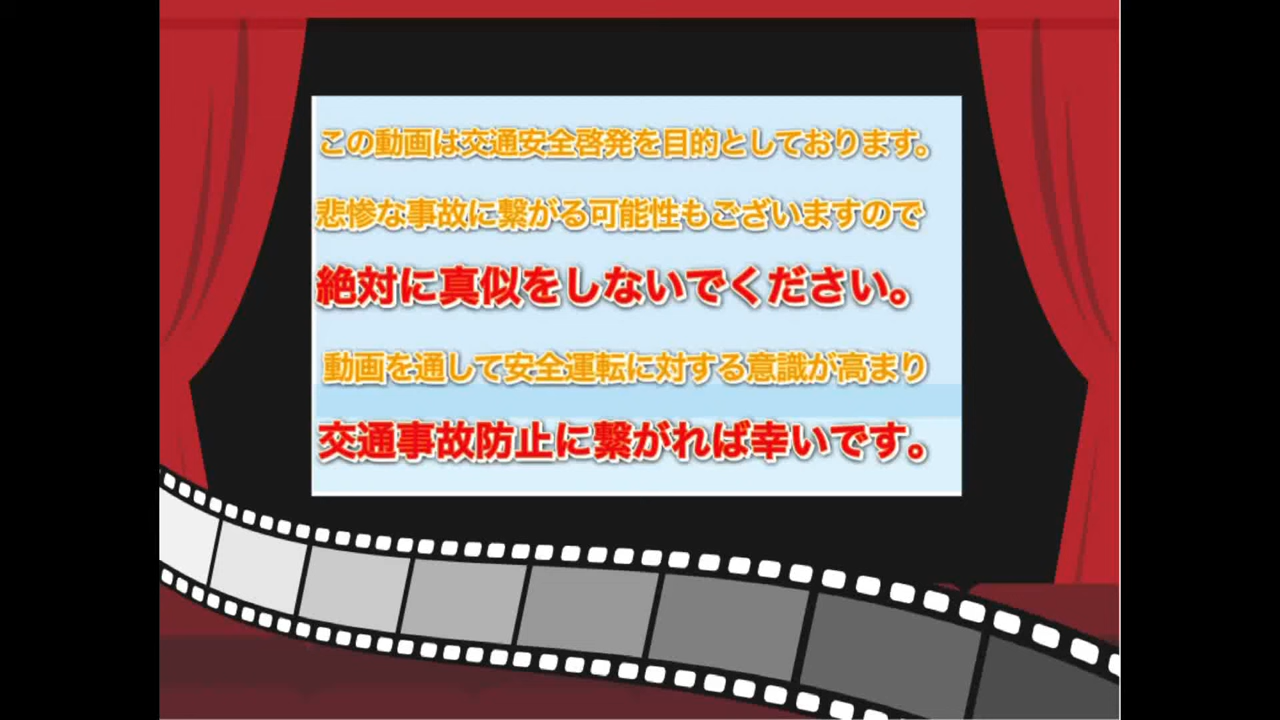 この動画は交通安全啓発を目的としております。
悲惨な事故に繋がる可能性もございますので
絶対に真似をしないでください。
動画を通して安全運転に対する意識が高まり
交通事故防止に繋がれば幸いです。